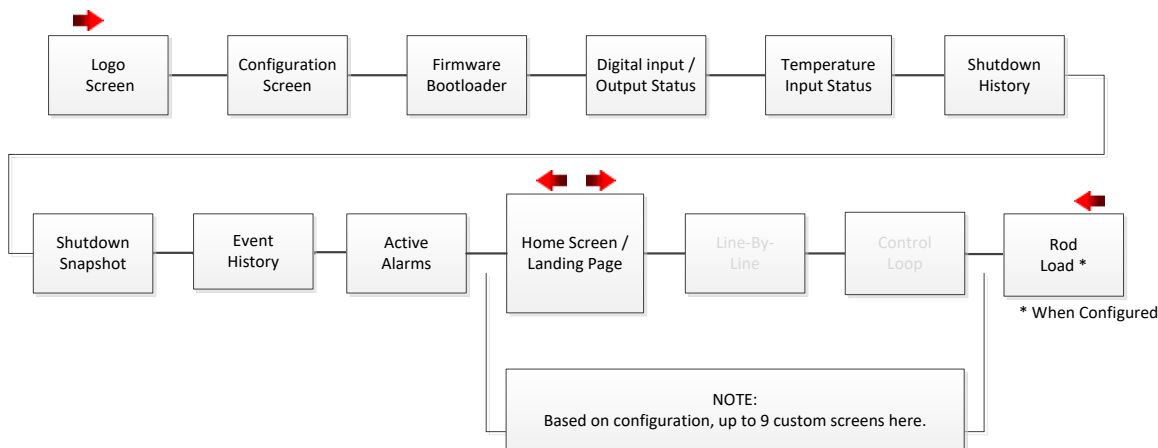 Logo
Screen
Configuration
Screen
Firmware
Bootloader
Digital input /
Output Status
Temperature
Input Status
Shutdown
History
Shutdown
Snapshot
Event
History
Active
Alarms
Home Screen /
Landing Page
Line-By-
Line
Control
Loop
Rod
Load *
* When Configured
NOTE:
Based on configuration, up to 9 custom screens here.